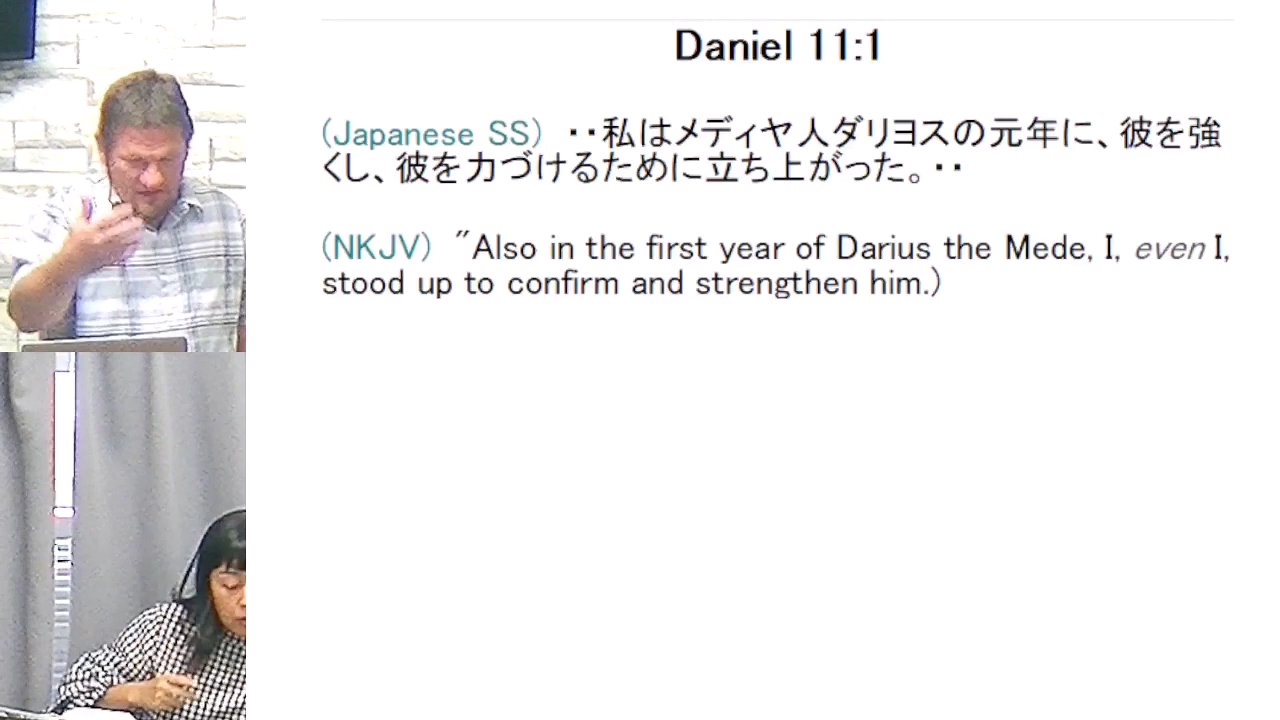 Daniel 11:1
(Japanese SS) ‥私はメディヤ人ダリヨスの元年に、彼を強
くし、彼を力づけるために立ち上がった。‥
(NKJV) "Also in the first year of Darius the Mede, I, even I,
stood up to confirm and strengthen him.)